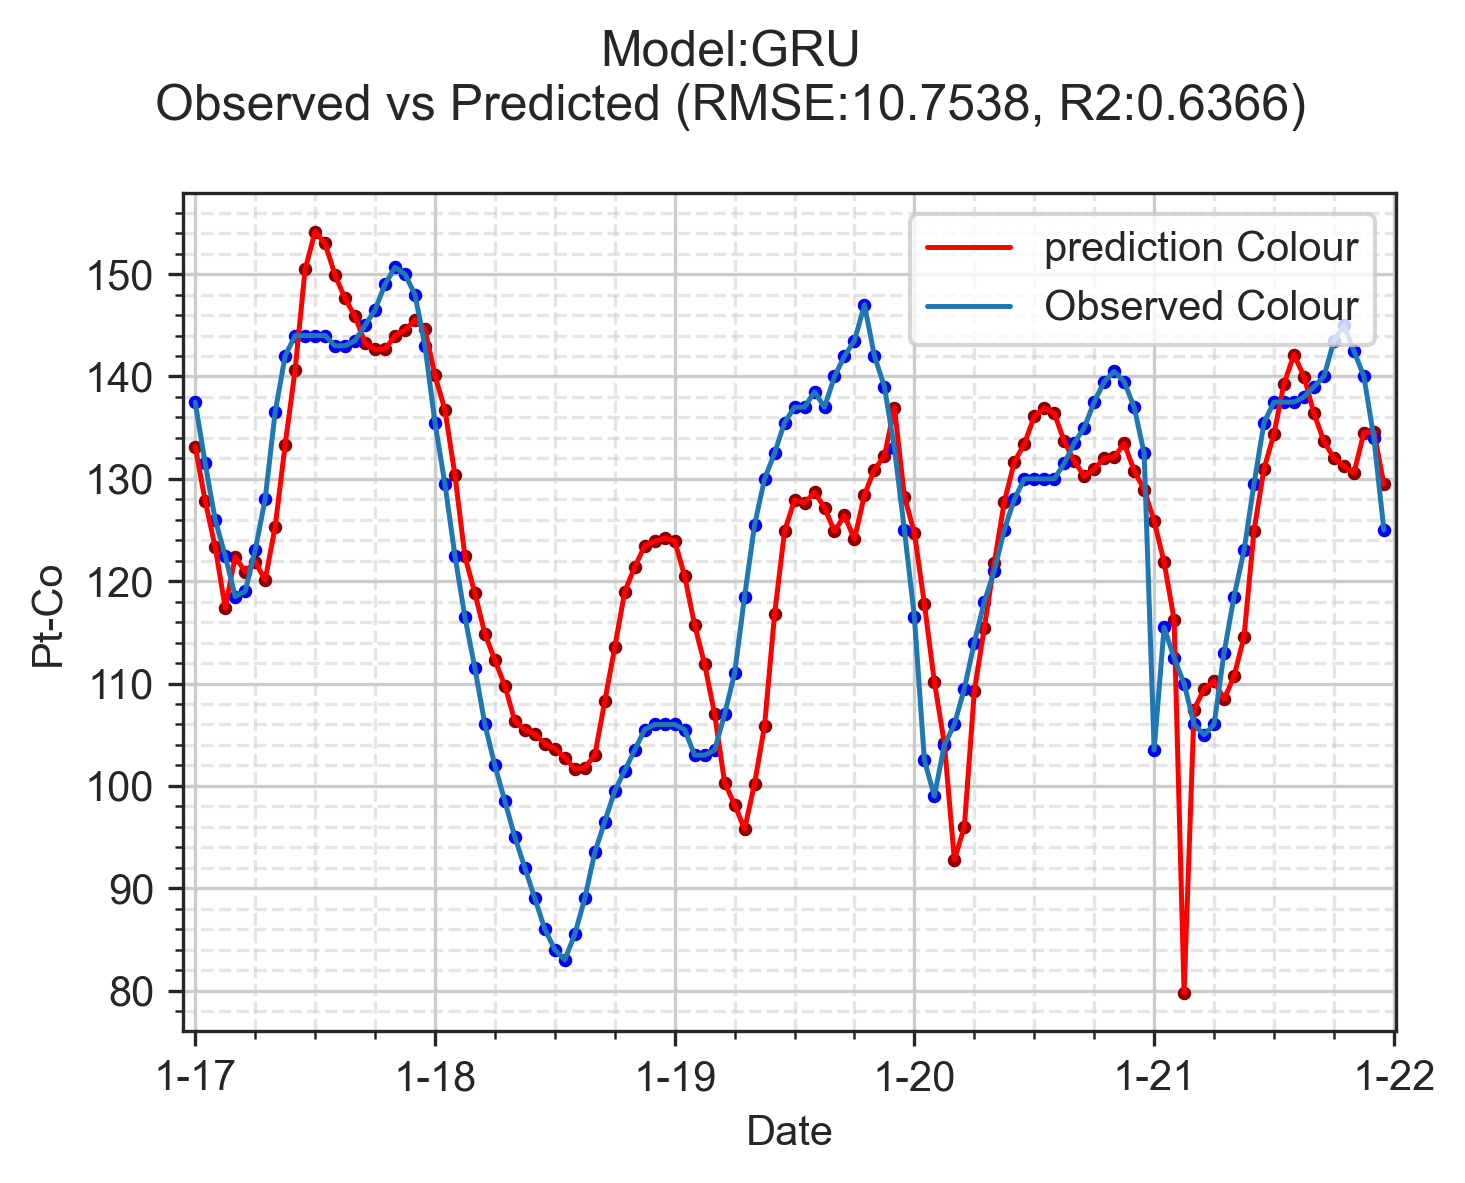 Model:GRU
Observed vs Predicted (RMSE:10.7538, R2:0.6366)
prediction Colour
Observed Colour
150
140
130
120
110
100
90
80
Pt-Co
1-17
1-18
1-19
1-20
1-21
1-22
Date